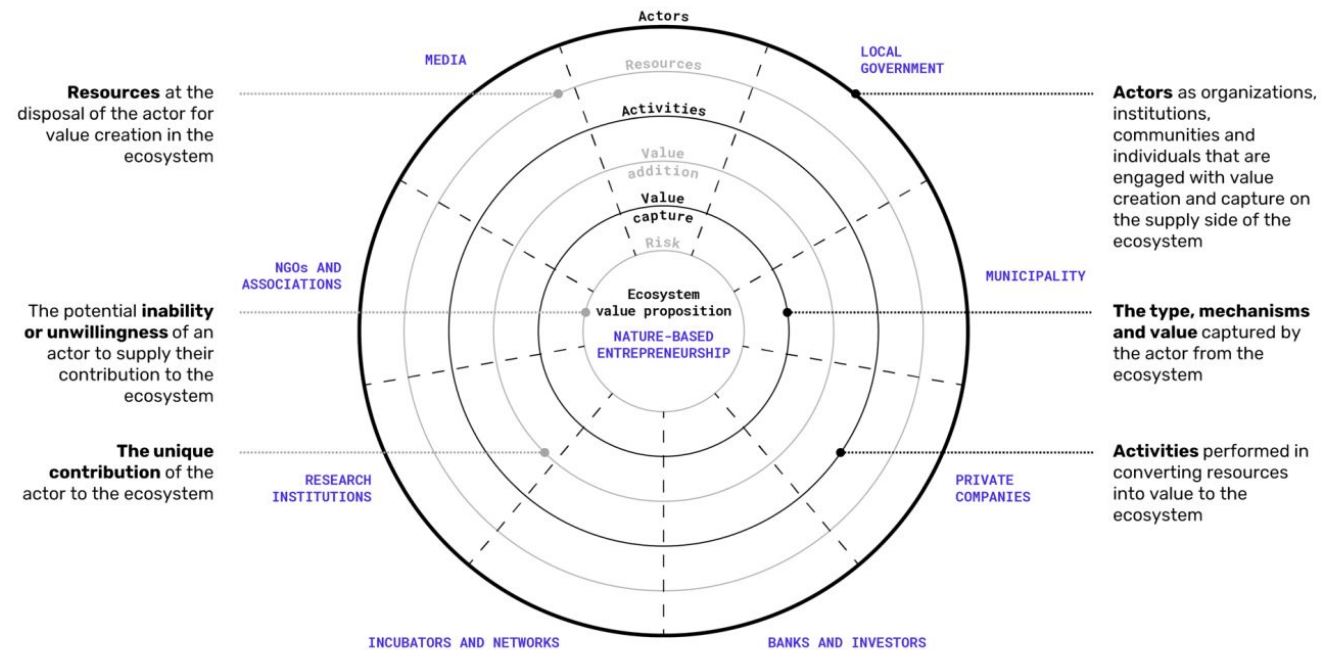 Actors
MEDIA
LOCAL
GOVERNMENT
Resources
Resources at the
disposal of the actor for
value creation in the
ecosystem
Activities
Actors as organizations,
institutions,
communities and
individuals that are
engaged with value
creation and capture on
the supply side of the
ecosystem
Value
addition
Value
capture
Risk
NGOs AND
ASSOCIATIONS
MUNICIPALITY
Ecosystem
value proposition
NATURE-BASED
ENTREPRENEURSHIP
The potential inability
or unwillingness of an
actor to supply their
contribution to the
ecosystem
The type, mechanisms
and value captured by
the actor from the
ecosystem
The unique
contribution of the
actor to the ecosystem
RESEARCH
INSTITUTIONS
PRIVATE
COMPANIES
Activities performed in
converting resources
into value to the
ecosystem
INCUBATORS AND NETWORKS
BANKS AND INVESTORS